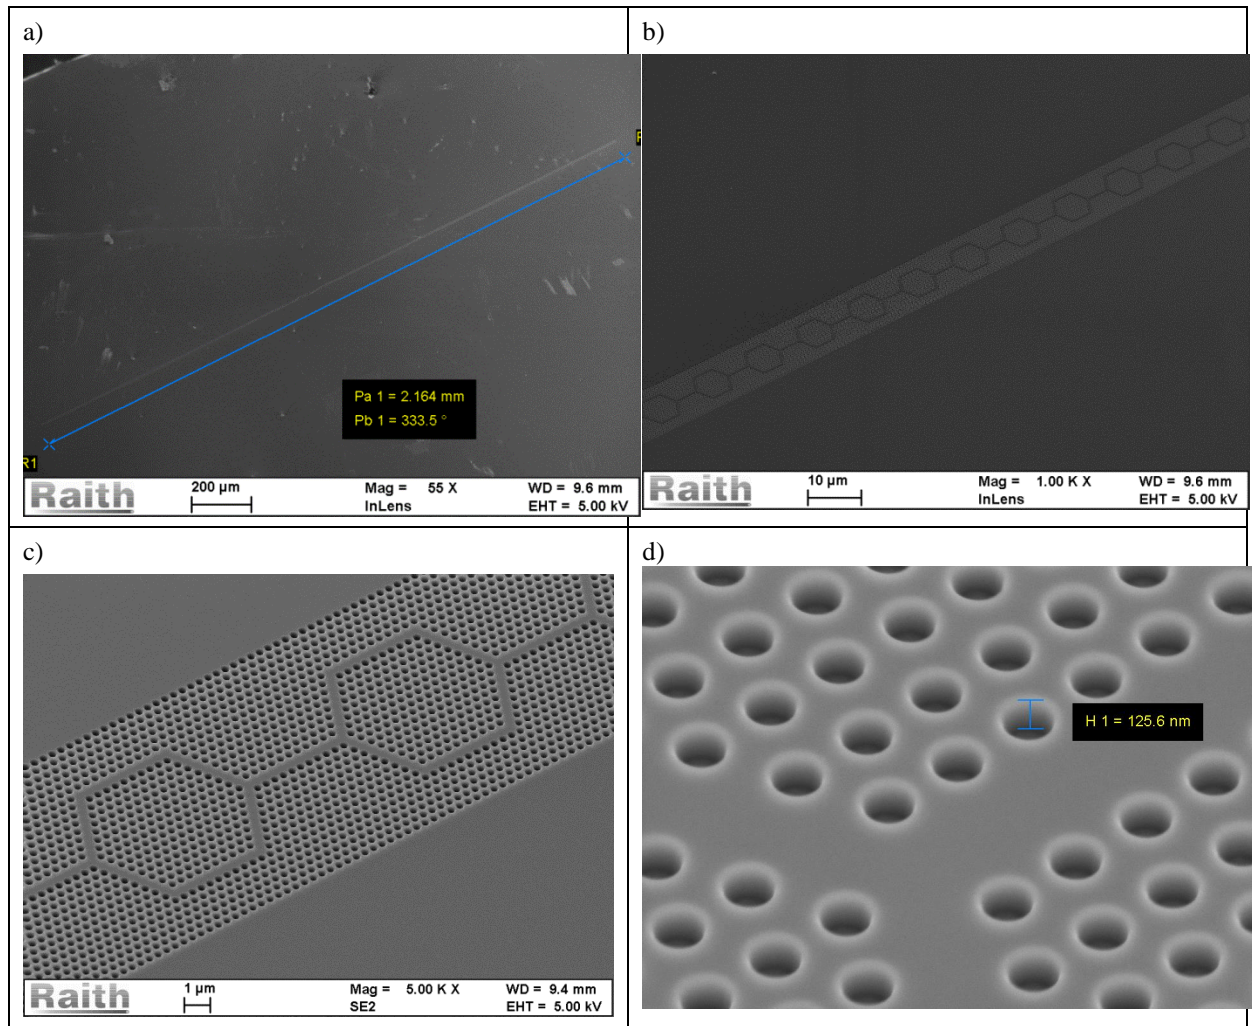 a)
Pa 1 = 2.164 mm
Pb 1 = 333.5 °
R1
Raith
200 µm
Mag = 55 X
InLens
WD = 9.6 mm
EHT = 5.00 kV
b)
Raith
10 µm
Mag = 1.00 K X
InLens
WD = 9.6 mm
EHT = 5.00 kV
c)
Raith
1 µm
Mag = 5.00 K X
SE2
WD = 9.4 mm
EHT = 5.00 kV
d)
H 1 = 125.6 nm